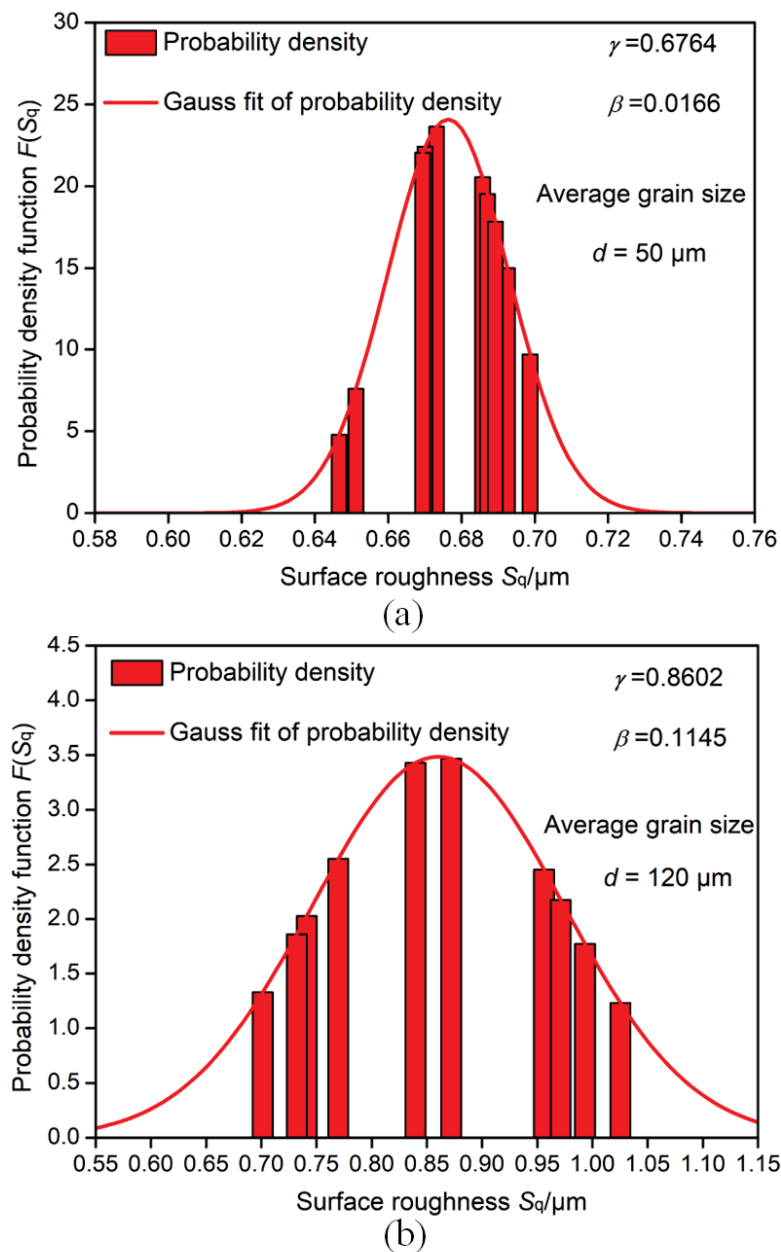 30
25
20
15
10
5
0
Probability density function F(Sq)
Probability density
Gauss fit of probability density
γ=0.6764
β=0.0166
Average grain size
d = 50 μm
0.58 0.60 0.62 0.64 0.66 0.68 0.70 0.72 0.74 0.76
Surface roughness Sq/μm
(a)
4.5
4.0
3.5
3.0
2.5
2.0
1.5
1.0
0.5
0.0
Probability density function F(Sq)
Probability density
Gauss fit of probability density
γ=0.8602
β=0.1145
Average grain size
d = 120 μm
0.55 0.60 0.65 0.70 0.75 0.80 0.85 0.90 0.95 1.00 1.05 1.10 1.15
Surface roughness Sq/μm
(b)